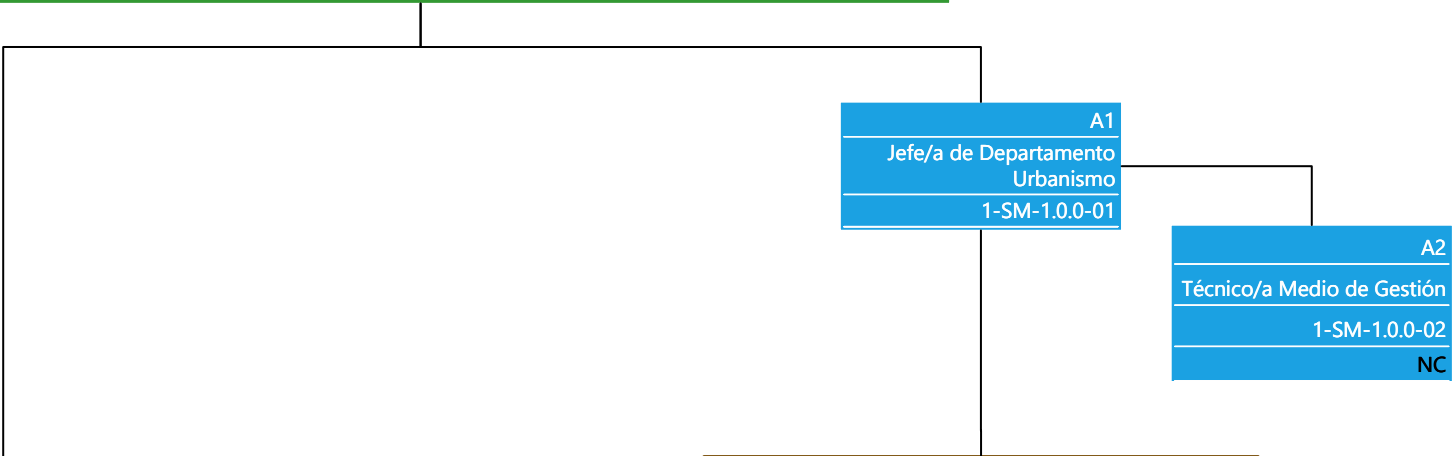 A1
Jefe/a de Departamento
Urbanismo
1-SM-1.0.0-01
A2
Técnico/a Medio de Gestión
1-SM-1.0.0-02
NC